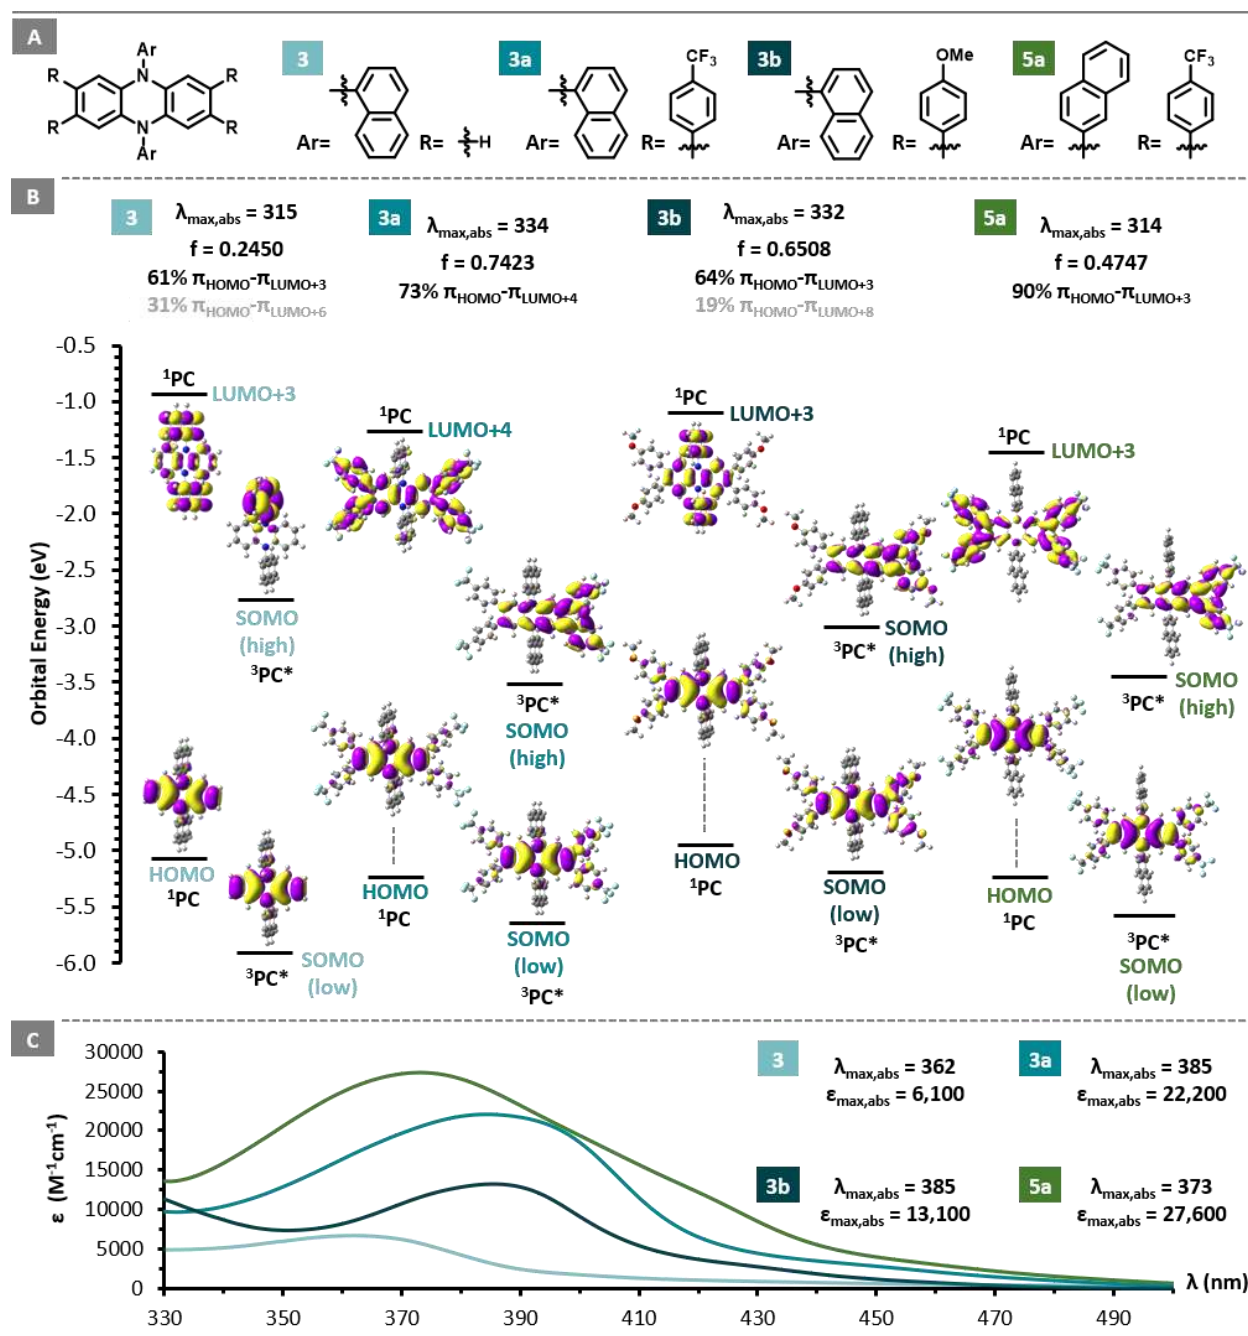 A
Ar
N
R
R
R
R
N
Ar
3
Ar=
R=
H
3a
CF3
Ar=
R=
3b
OMe
Ar=
R=
5a
CF3
Ar=
R=
B
3
λmax,abs = 315
f = 0.2450
61% πHOMO-πLUMO+3
31% πHOMO-πLUMO+6
3a
λmax,abs = 334
f = 0.7423
73% πHOMO-πLUMO+4
3b
λmax,abs = 332
f = 0.6508
64% πHOMO-πLUMO+3
19% πHOMO-πLUMO+8
5a
λmax,abs = 314
f = 0.4747
90% πHOMO-πLUMO+3
Orbital Energy (eV)
-0.5
-1.0
-1.5
-2.0
-2.5
-3.0
-3.5
-4.0
-4.5
-5.0
-5.5
-6.0
1PC
LUMO+3
SOMO
(high)
3PC*
HOMO
1PC
3PC*
SOMO
(low)
1PC
LUMO+4
3PC*
SOMO
(high)
HOMO
1PC
SOMO
(low)
3PC*
1PC
LUMO+3
SOMO
(high)
3PC*
HOMO
1PC
SOMO
(low)
3PC*
1PC
LUMO+3
3PC*
SOMO
(high)
HOMO
1PC
3PC*
SOMO
(low)
C
ε (M-1cm-1)
30000
25000
20000
15000
10000
5000
0
330
350
370
390
410
430
450
470
490
λ (nm)
3
λmax,abs = 362
εmax,abs = 6,100
3a
λmax,abs = 385
εmax,abs = 22,200
3b
λmax,abs = 385
εmax,abs = 13,100
5a
λmax,abs = 373
εmax,abs = 27,600